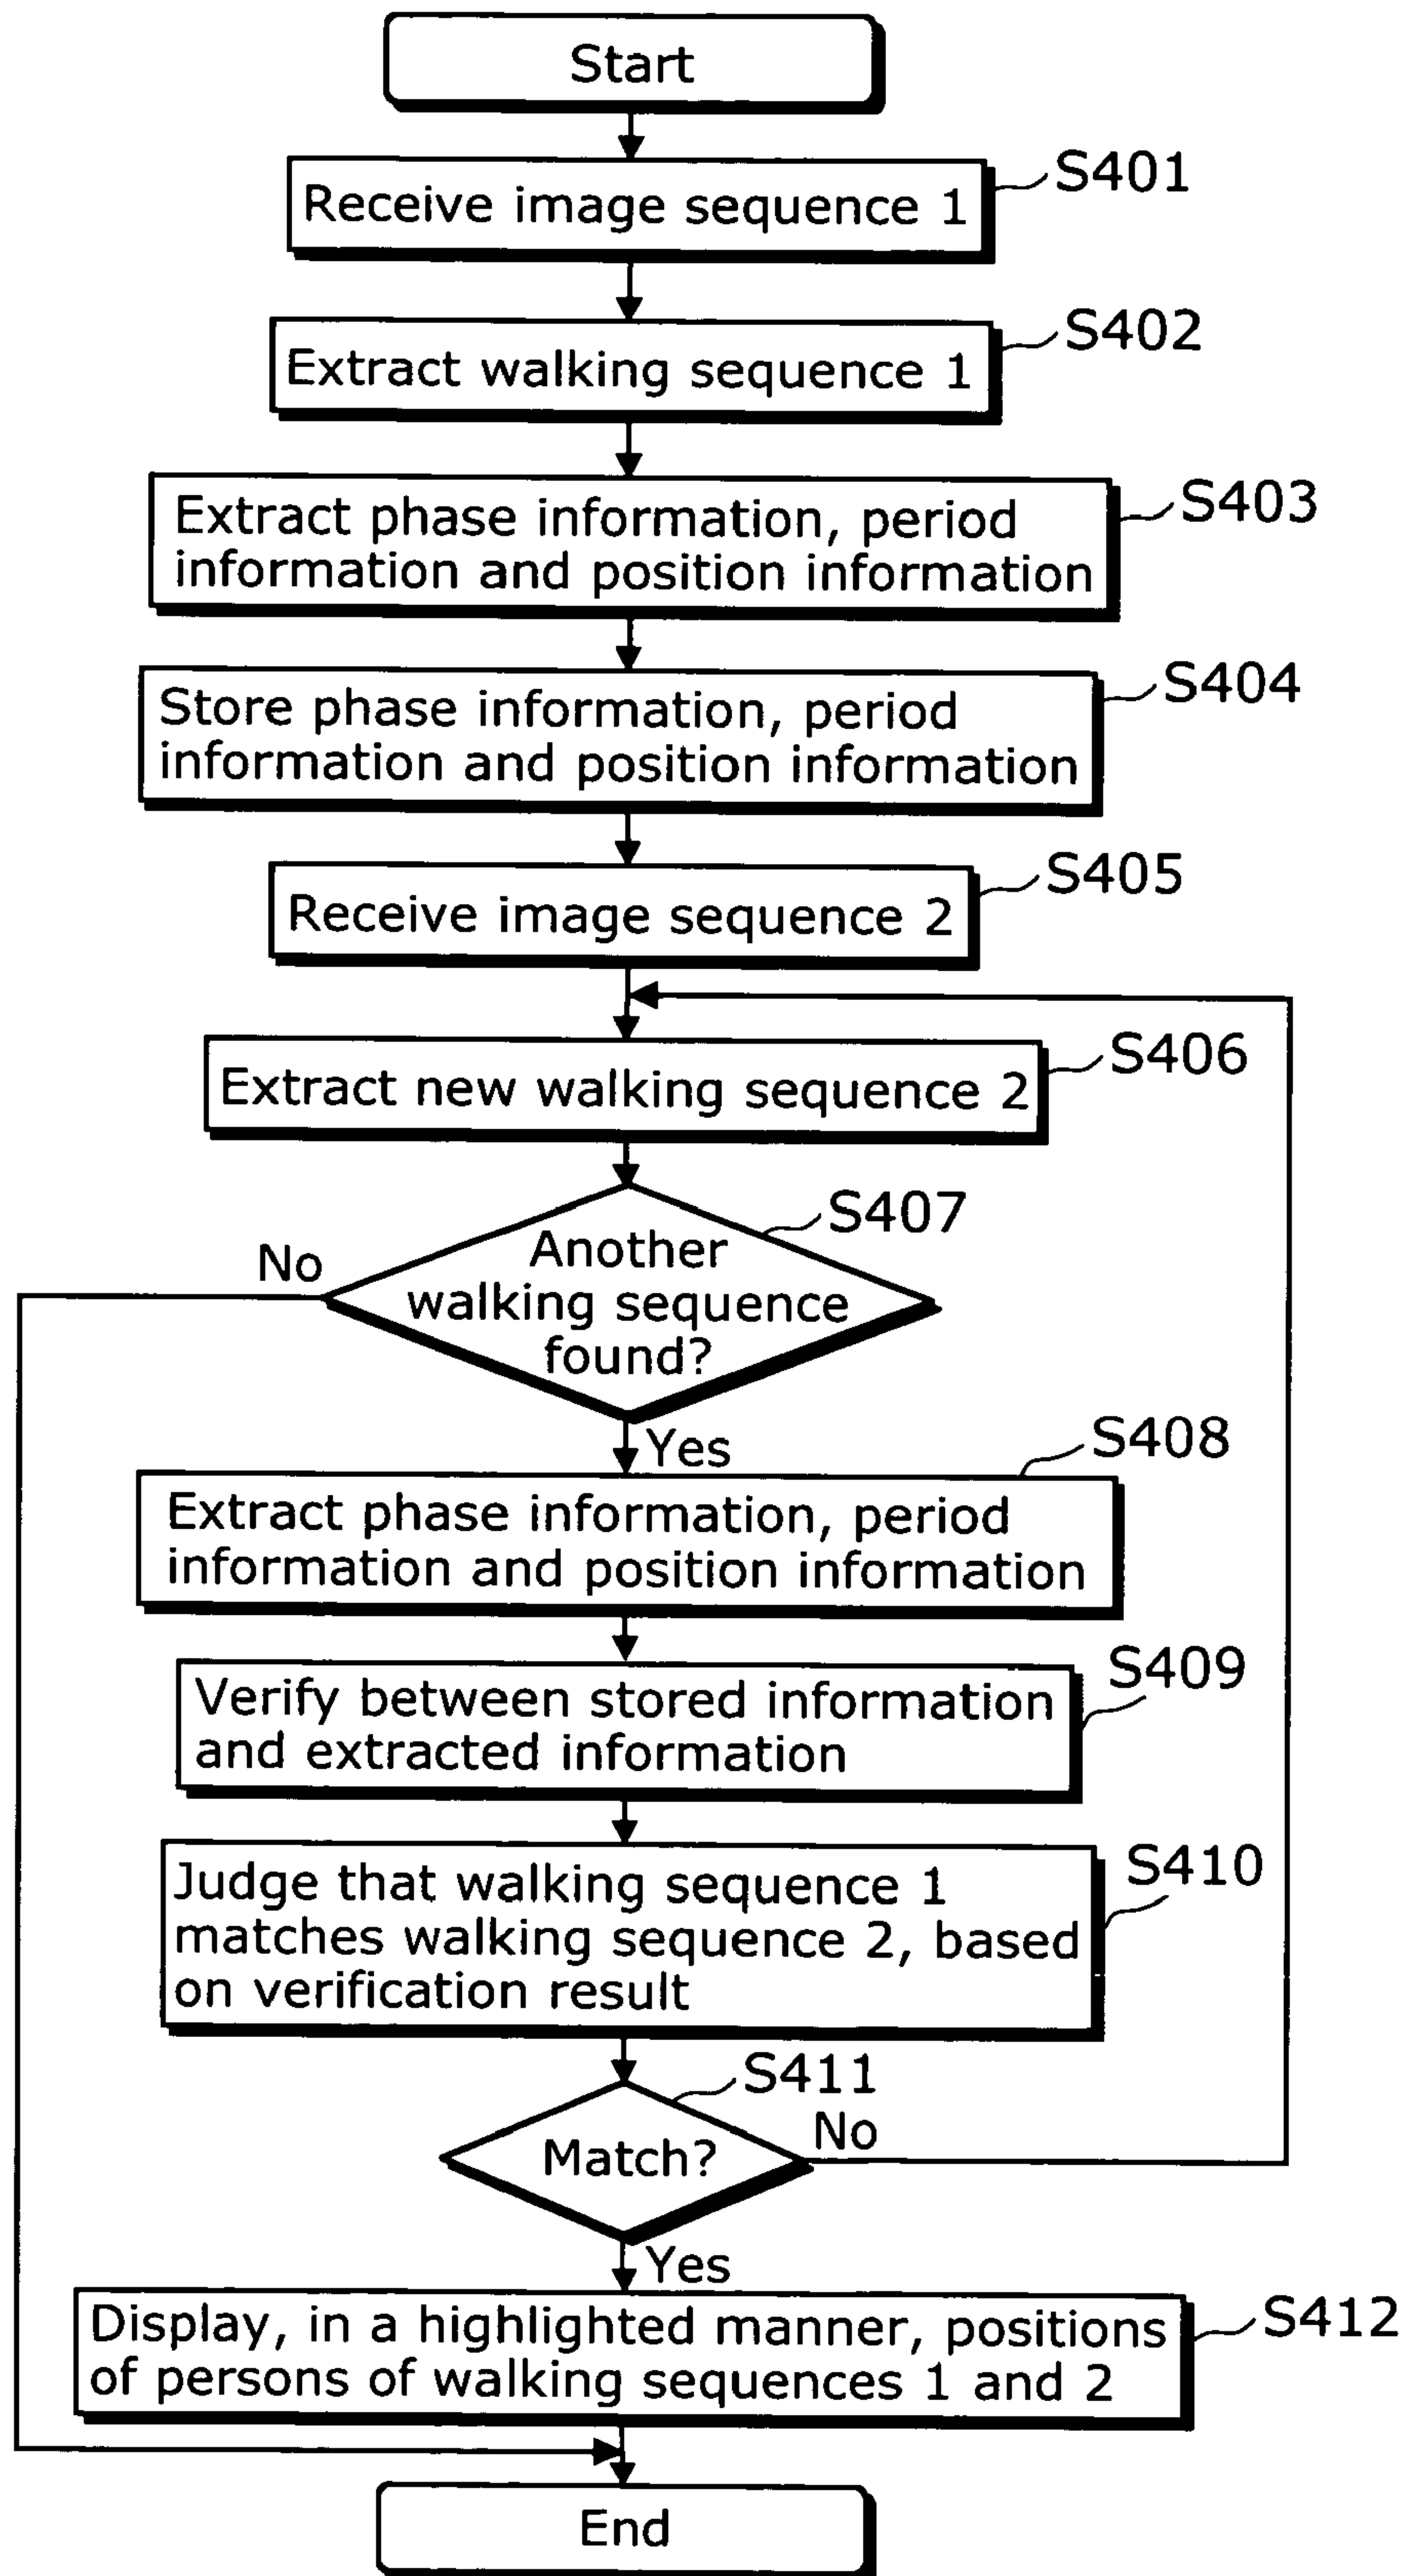 Start
Receive image sequence 1
S401
Extract walking sequence 1
S402
Extract phase information, period
information and position information
S403
Store phase information, period
information and position information
S404
Receive image sequence 2
S405
Extract new walking sequence 2
S406
Another
walking sequence
found?
S407
No
Yes
Extract phase information, period
information and position information
S408
Verify between stored information
and extracted information
S409
Judge that walking sequence 1
matches walking sequence 2, based
on verification result
S410
Match?
S411
No
Yes
Display, in a highlighted manner, positions
of persons of walking sequences 1 and 2
S412
End